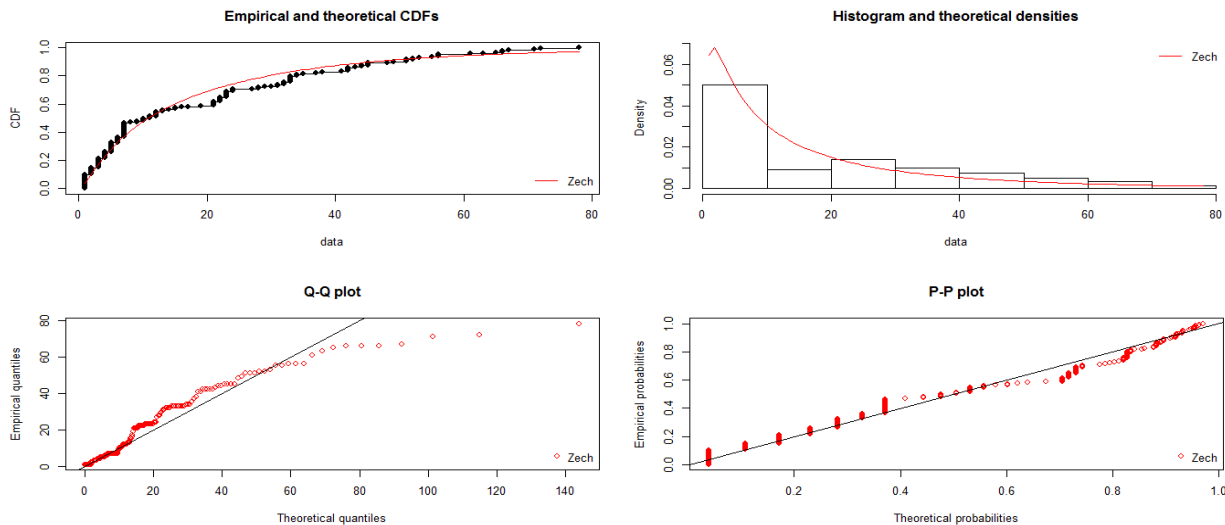 Empirical and theoretical CDFs
CDF
0.0 0.2 0.4 0.6 0.8 1.0
Zech
0 20 40 60 80
data
Histogram and theoretical densities
Density
0.00 0.02 0.04 0.06
Zech
0 20 40 60 80
data
Q-Q plot
Empirical quantiles
0 20 40 60 80
Zech
0 20 40 60 80 100 120 140
Theoretical quantiles
P-P plot
Empirical probabilities
0.0 0.2 0.4 0.6 0.8 1.0
Zech
0.2 0.4 0.6 0.8 1.0
Theoretical probabilities